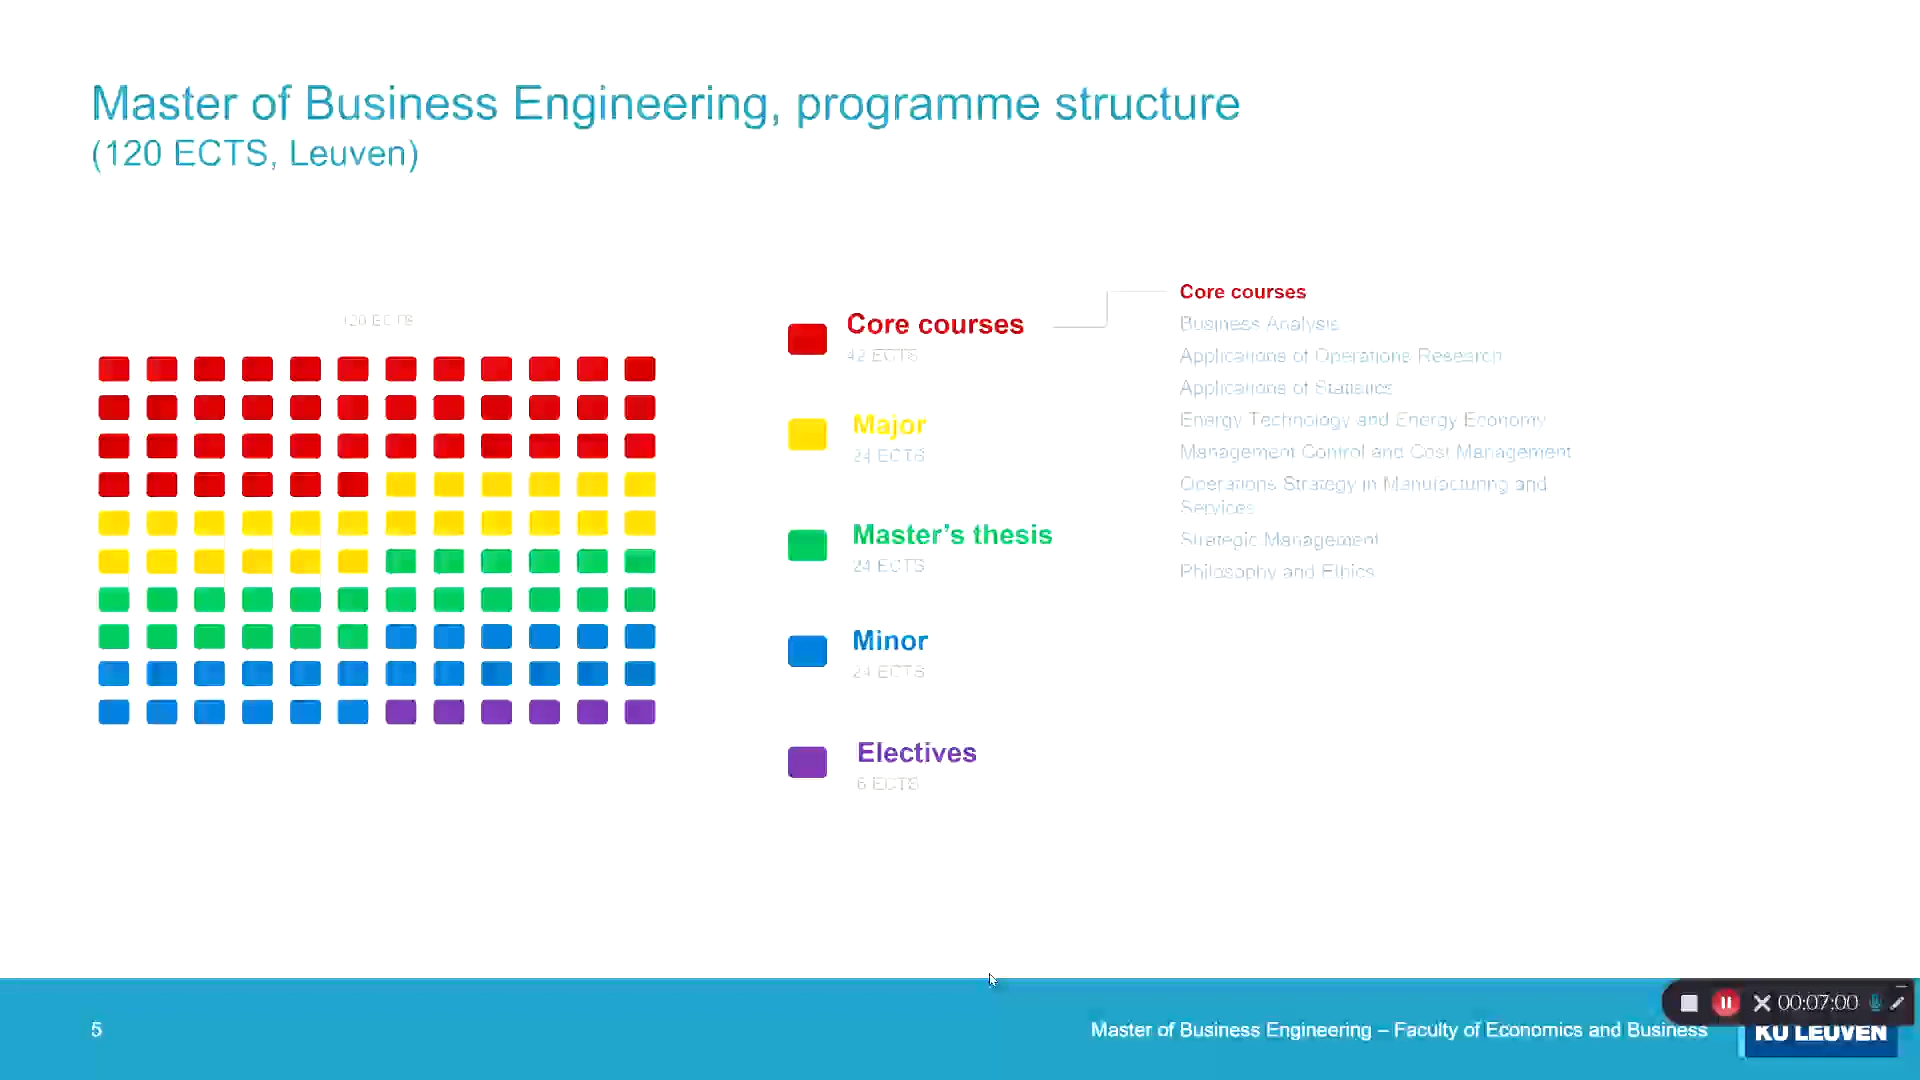 Master of Business Engineering, programme structure
(120 ECTS, Leuven)
120 ECTS
Core courses
42 ECTS
Major
24 ECTS
Master’s thesis
24 ECTS
Minor
24 ECTS
Electives
6 ECTS
Core courses
Business Analysis
Applications of Operations Research
Applications of Statistics
Energy Technology and Energy Economy
Management Control and Cost Management
Operations Strategy in Manufacturing and
Services
Strategic Management
Philosophy and Ethics
5
Master of Business Engineering – Faculty of Economics and Business
00:07:00
KU LEUVEN